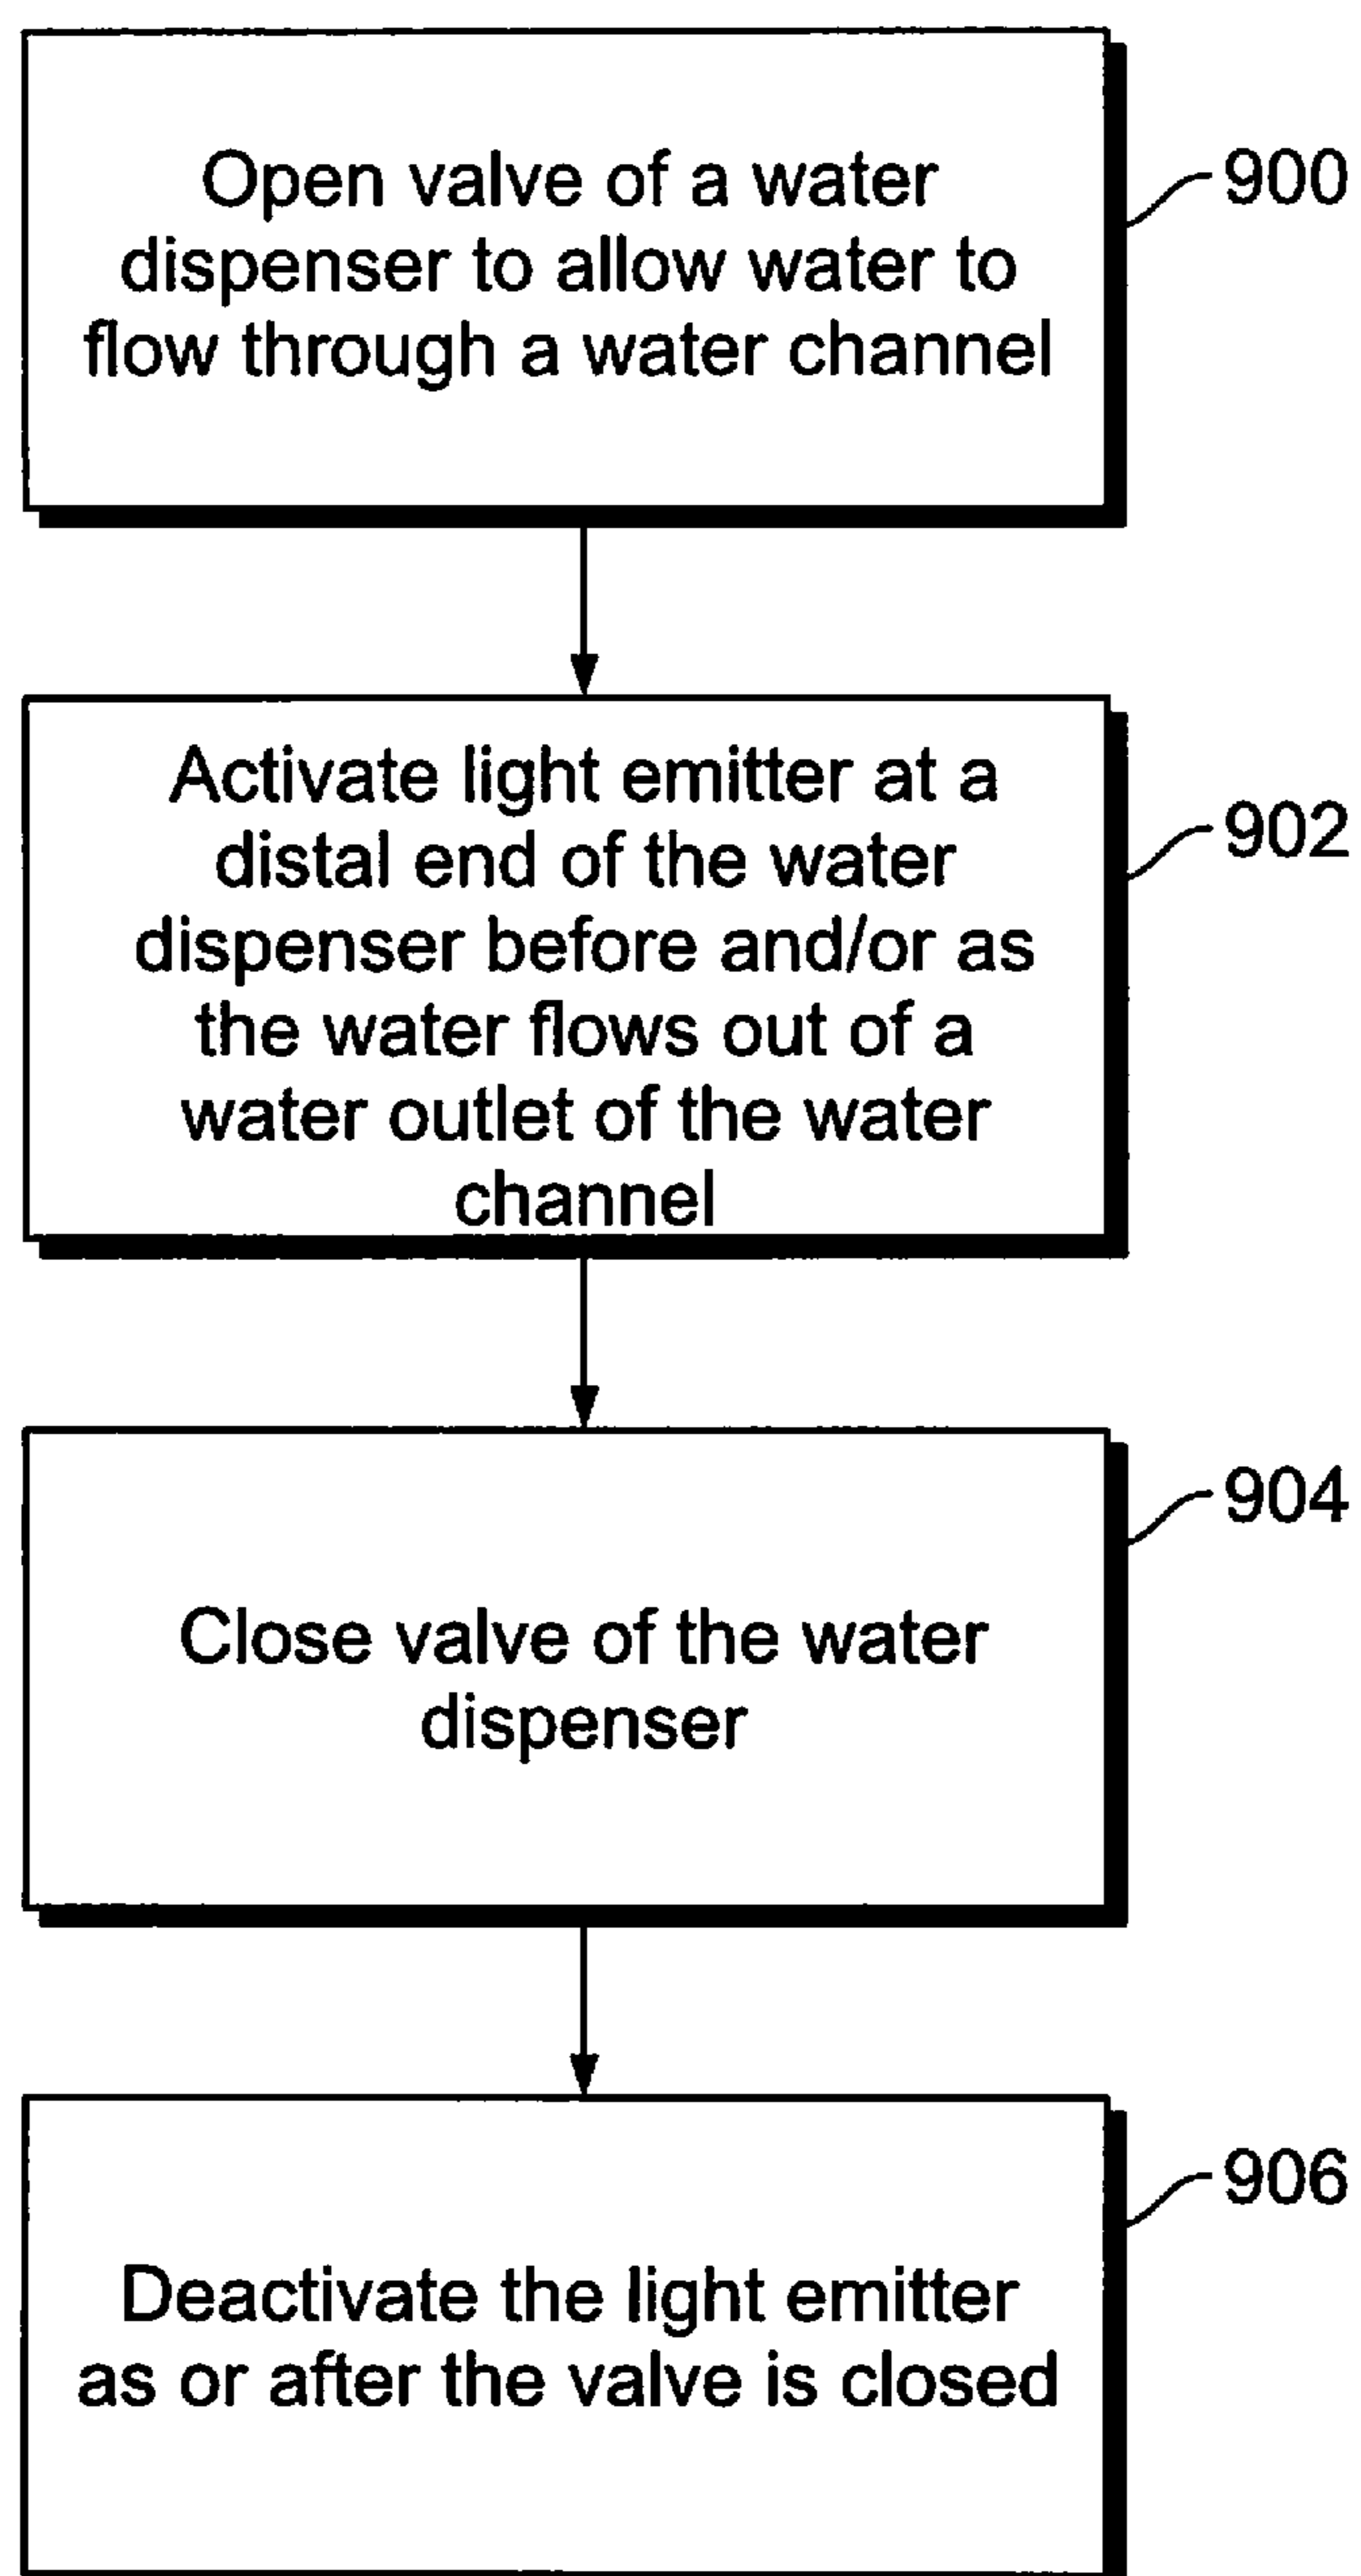 Open valve of a water
dispenser to allow water to
flow through a water channel
900
Activate light emitter at a
distal end of the water
dispenser before and/or as
the water flows out of a
water outlet of the water
channel
902
Close valve of the water
dispenser
904
Deactivate the light emitter
as or after the valve is closed
906